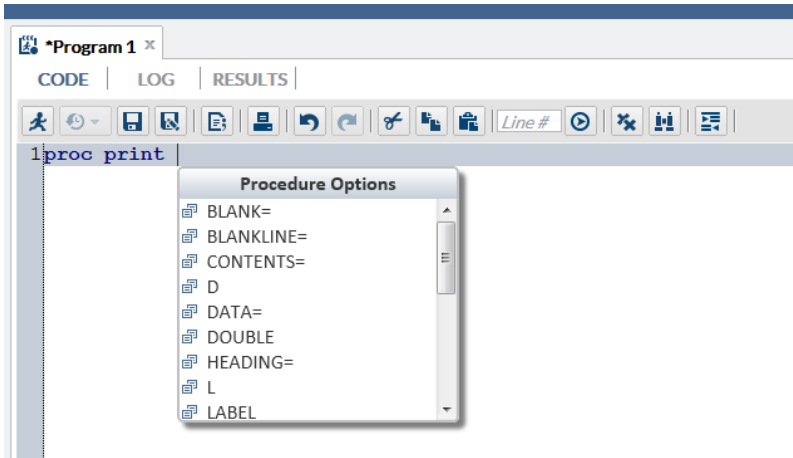 *Program 1 ×
CODE LOG RESULTS
Line #
1 proc print
Procedure Options
BLANK=
BLANKLINE=
CONTENTS=
D
DATA=
DOUBLE
HEADING=
L
LABEL